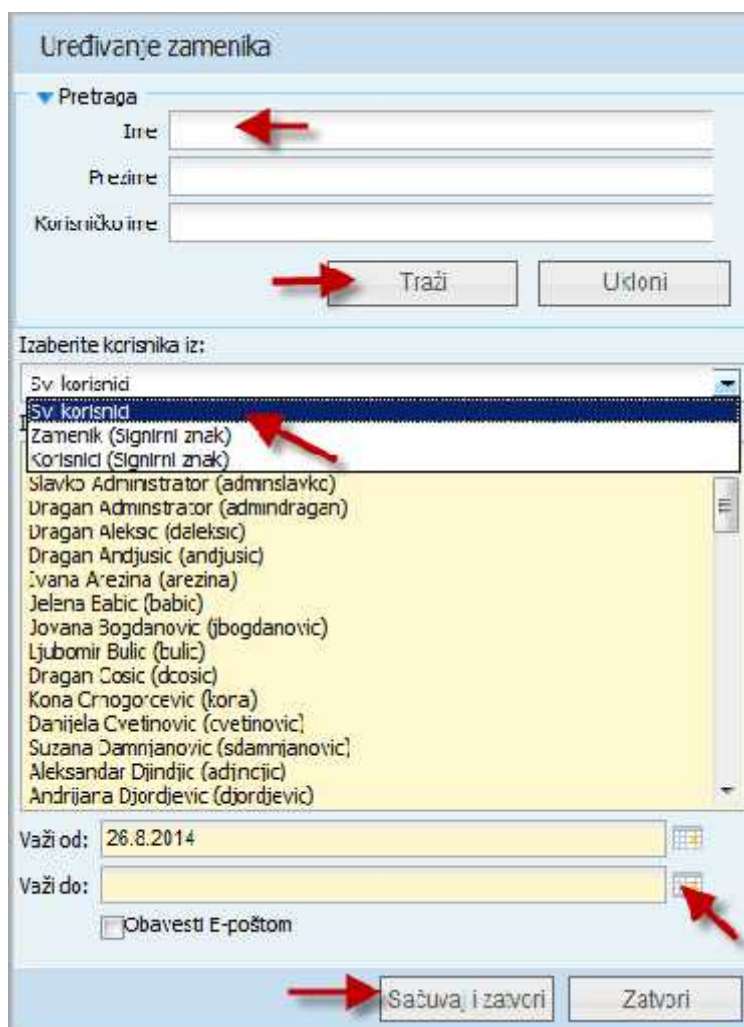 Uređivanje zamenika
Pretraga
Ime
Prezime
Korisničko ime
Traži Ukloni
Izaberite korisnika iz:
Svi korisnici
Svi korisnici
Zamenik (Signirni znak)
Korisnici (Signirni znak)
Slavko Administrator (adminslavko)
Dragan Adminstrator (admindragan)
Dragan Aleksic (daleksic)
Dragan Andjusic (andjusic)
Ivana Arezina (arezina)
Jelena Babic (babic)
Jovana Bogdanovic (jbogdanovic)
Ljubomir Bulic (bulic)
Dragan Cosic (dcosic)
Kona Crnogorcevic (kona)
Danijela Cvetinovic (cvetinovic)
Suzana Damnjanovic (sdamnjanovic)
Aleksandar Djindjic (adjindjic)
Andrijana Djordjevic (djordjevic)
Važi od: 26.8.2014
Važi do:
Obavesti E-poštom
Sačuvaj i zatvori Zatvori